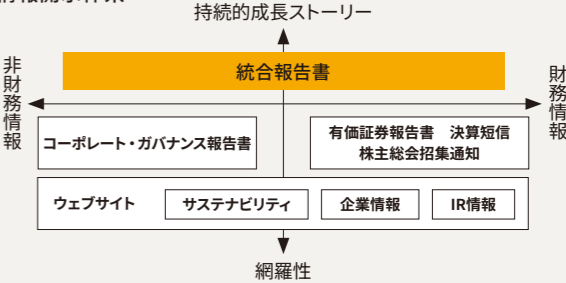 持続的成長ストーリー
統合報告書
非財務情報
財務情報
コーポレート・ガバナンス報告書
有価証券報告書　決算短信
株主総会招集通知
ウェブサイト
サステナビリティ
企業情報
IR情報
網羅性